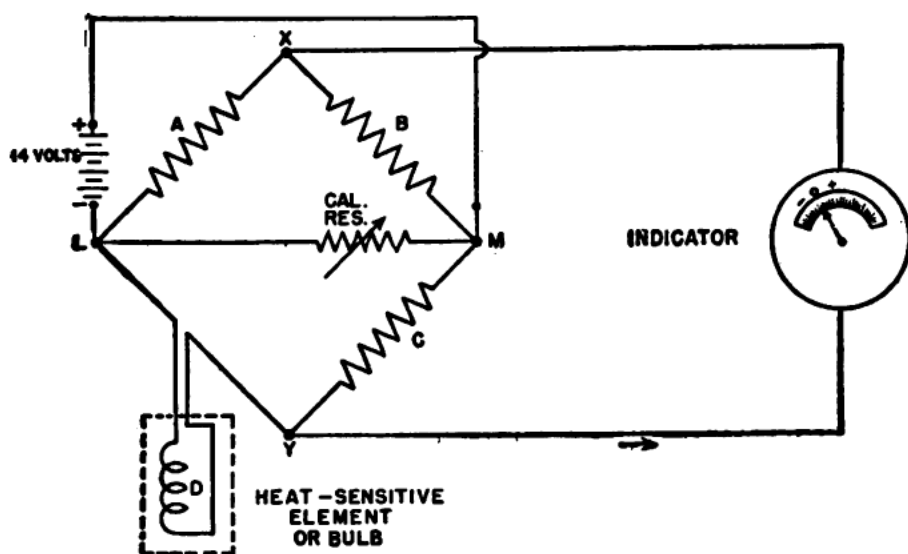 X
A
B
+
14 VOLTS
-
CAL.
RES.
L
M
- 0 +
INDICATOR
C
Y
D
HEAT-SENSITIVE
ELEMENT
OR BULB